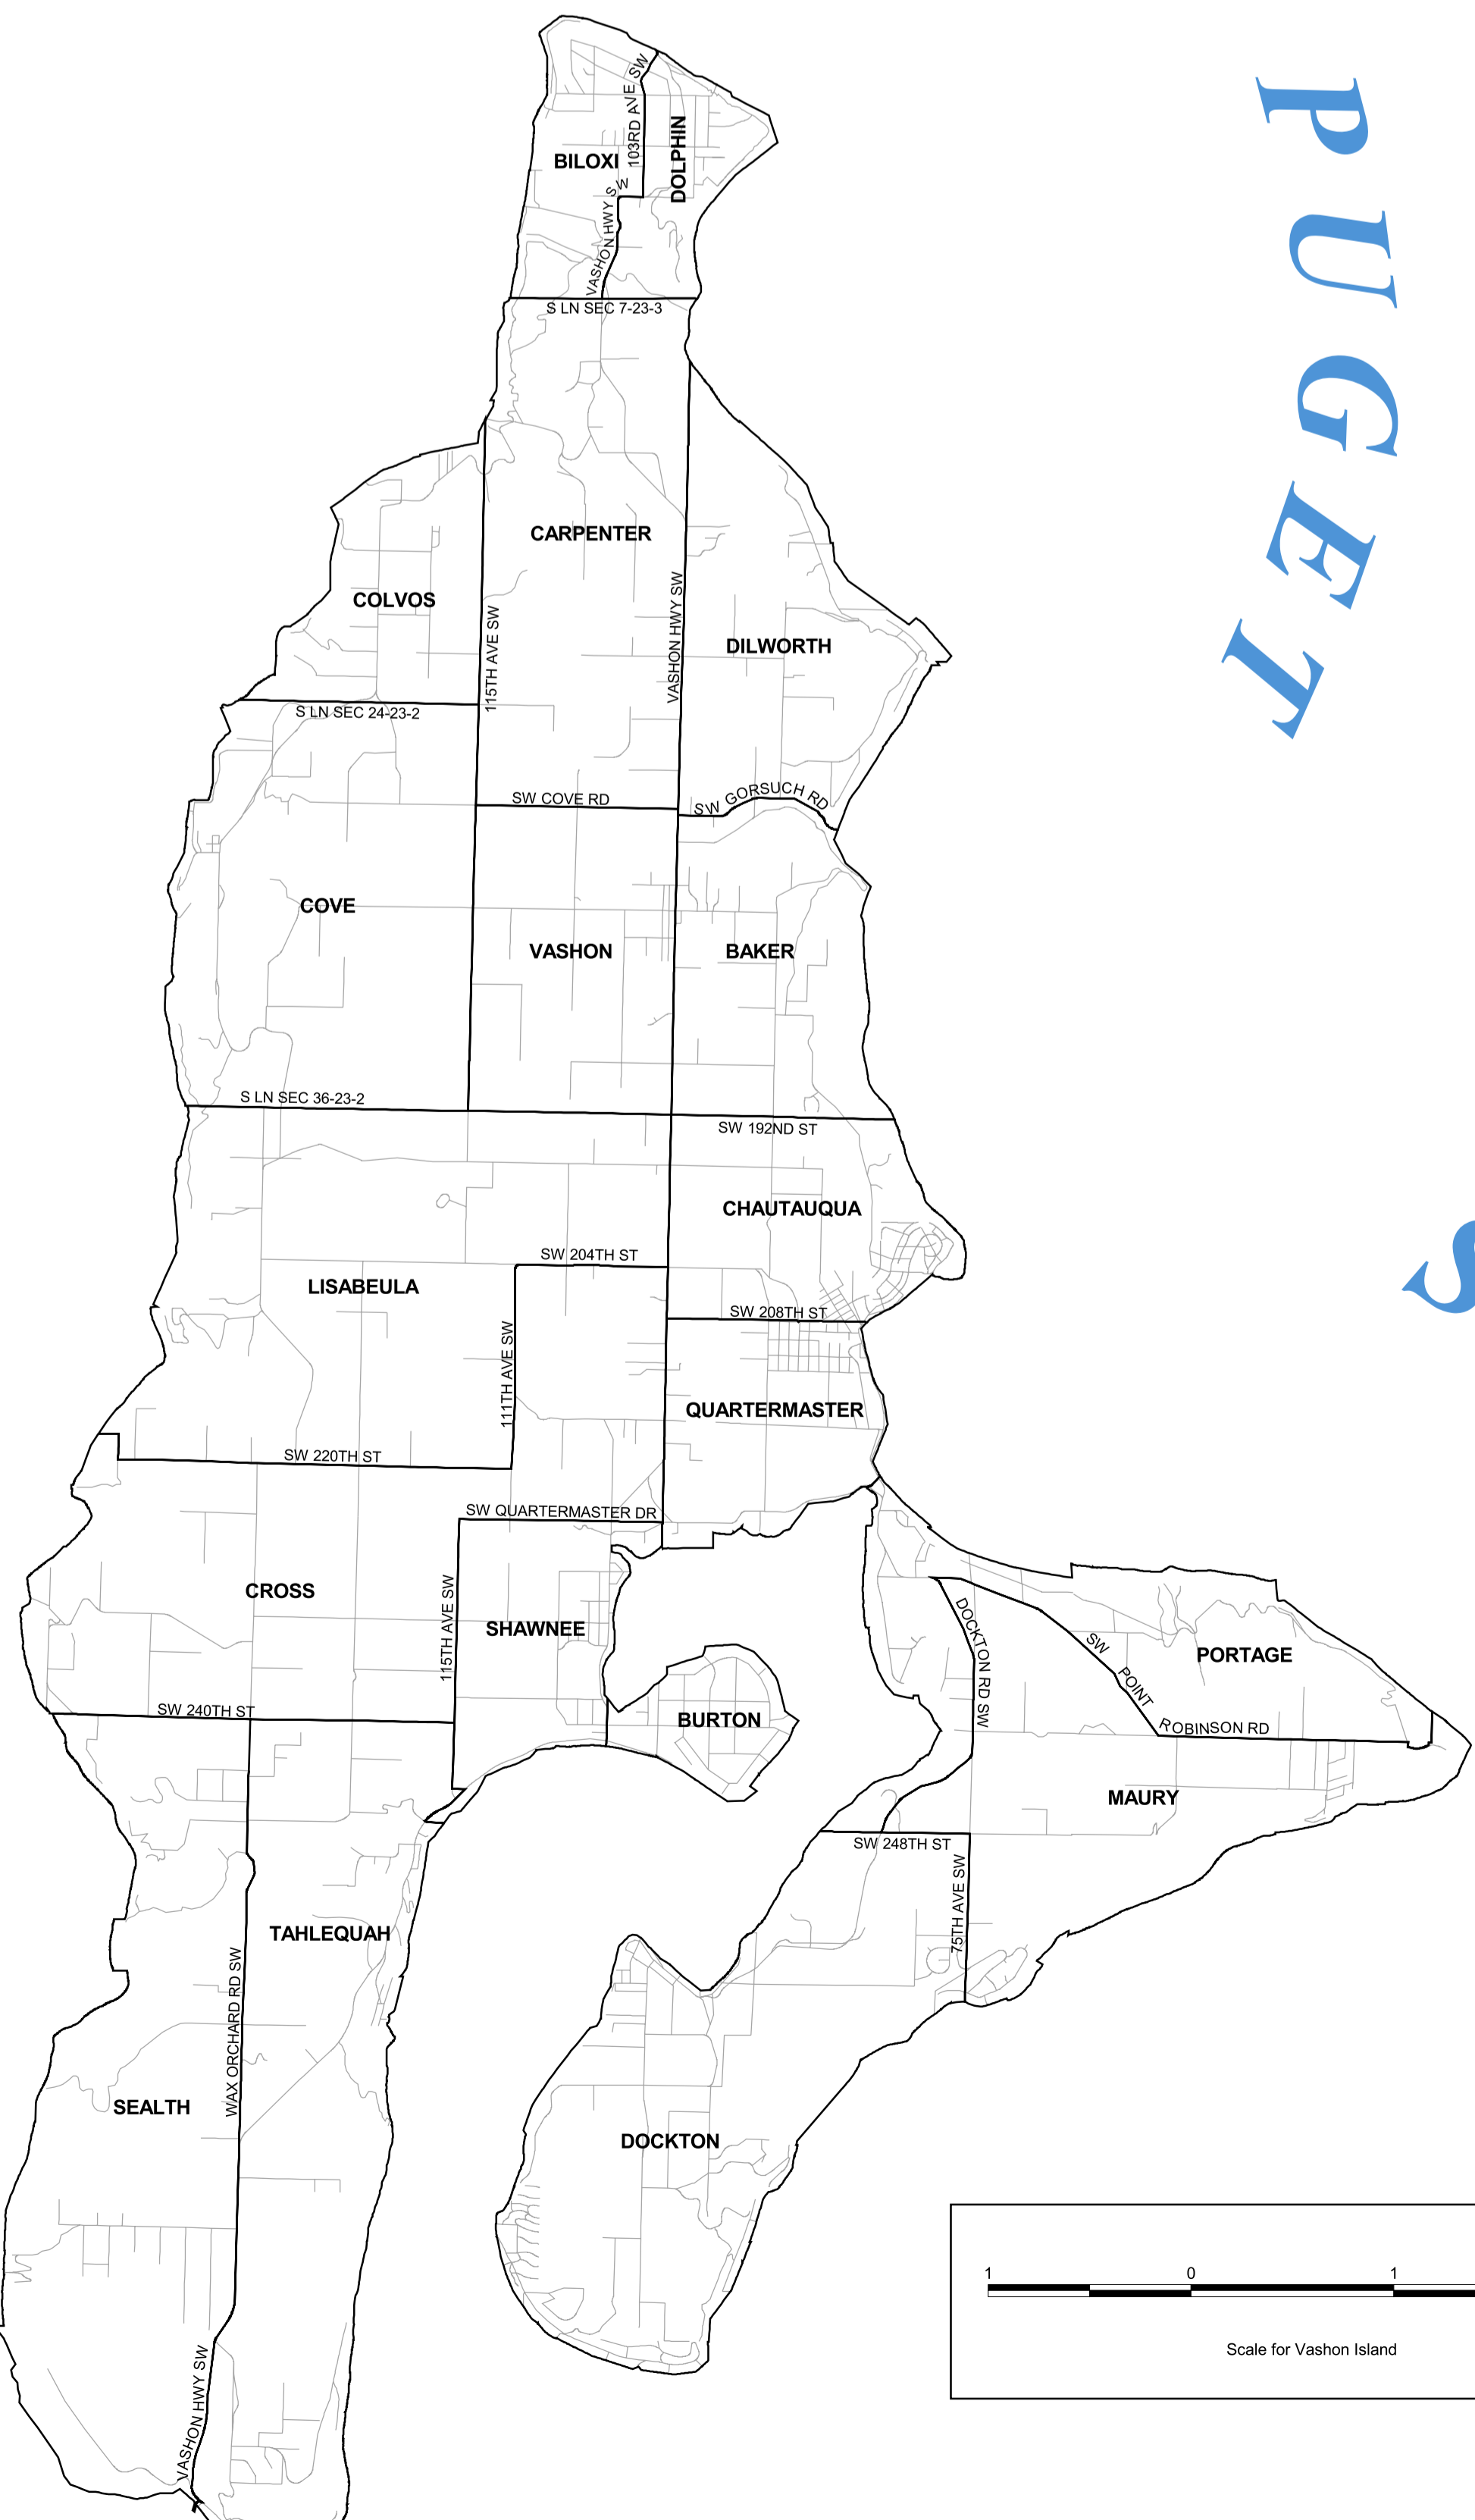 PUGET
S
103RD AVE SW
DOLPHIN
BILOXI
VASHON HWY SW
S LN SEC 7-23-3
CARPENTER
COLVOS
115TH AVE SW
VASHON HWY SW
DILWORTH
S LN SEC 24-23-2
SW COVE RD
SW GORSUCH RD
COVE
VASHON
BAKER
S LN SEC 36-23-2
SW 192ND ST
CHAUTAUQUA
SW 204TH ST
LISABEULA
SW 208TH ST
111TH AVE SW
QUARTERMASTER
SW 220TH ST
SW QUARTERMASTER DR
CROSS
115TH AVE SW
SHAWNEE
DOCKTON RD SW
SW POINT ROBINSON RD
PORTAGE
SW 240TH ST
BURTON
MAURY
SW 248TH ST
75TH AVE SW
TAHLEQUAH
WAX ORCHARD RD SW
SEALTH
DOCKTON
VASHON HWY SW
1 0 1
Scale for Vashon Island